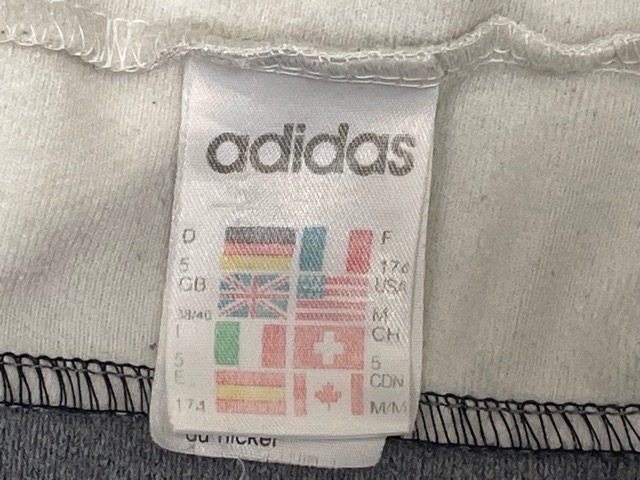 adidas
D F
5 174
GB USA
38/40 M
I CH
5 5
E CDN
174 M/M